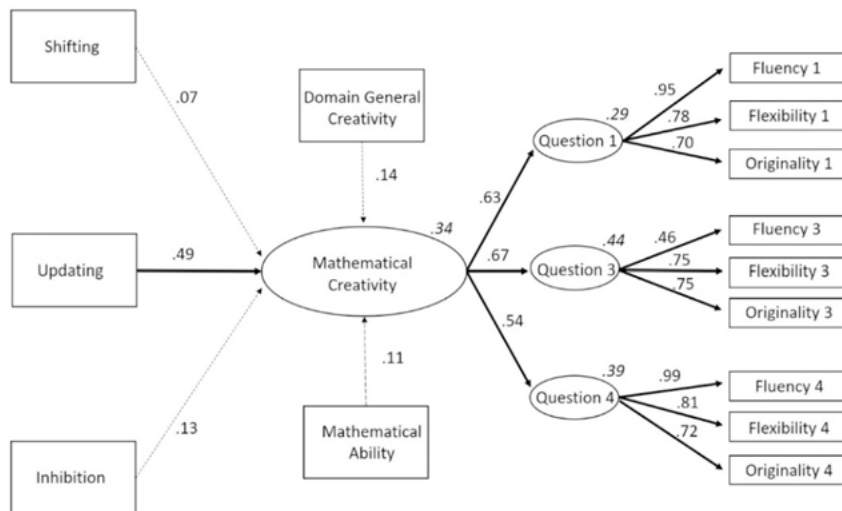 Shifting
.07
Domain General
Creativity
.14
Updating
.49
Mathematical
Creativity
.34
.11
Mathematical
Ability
.13
Inhibition
.63
.67
.54
.29
Question 1
.95
.78
.70
Fluency 1
Flexibility 1
Originality 1
.44
Question 3
.46
.75
.75
Fluency 3
Flexibility 3
Originality 3
.39
Question 4
.99
.81
.72
Fluency 4
Flexibility 4
Originality 4